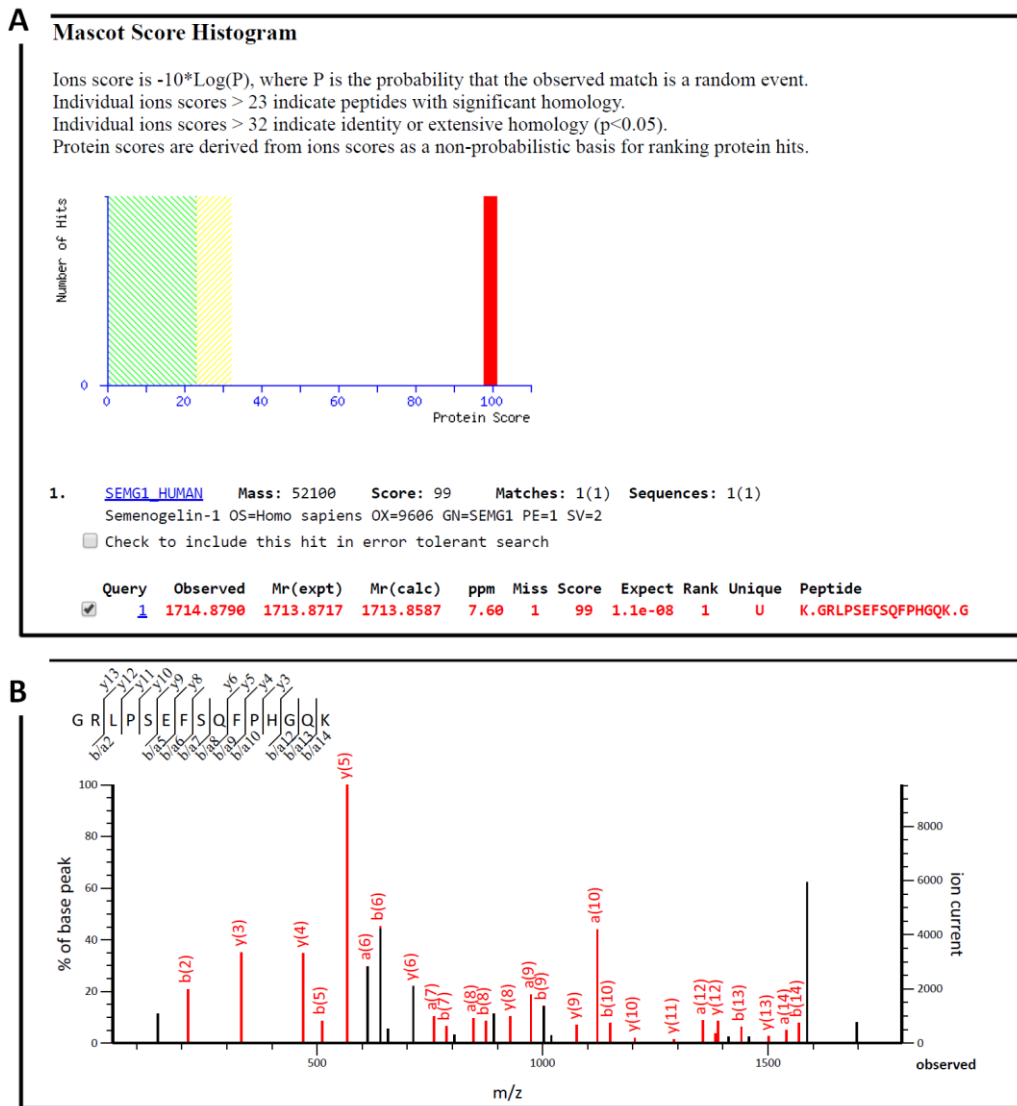 A
Mascot Score Histogram
Ions score is -10*Log(P), where P is the probability that the observed match is a random event.
Individual ions scores > 23 indicate peptides with significant homology.
Individual ions scores > 32 indicate identity or extensive homology (p<0.05).
Protein scores are derived from ions scores as a non-probabilistic basis for ranking protein hits.
Number of Hits
0
0 20 40 60 80 100
Protein Score
1. SEMG1_HUMAN Mass: 52100 Score: 99 Matches: 1(1) Sequences: 1(1)
Semenogelin-1 OS=Homo sapiens OX=9606 GN=SEMG1 PE=1 SV=2
Check to include this hit in error tolerant search
Query Observed Mr(expt) Mr(calc) ppm Miss Score Expect Rank Unique Peptide
1 1714.8790 1713.8717 1713.8587 7.60 1 99 1.1e-08 1 U K.GRLPSEFSQFPHGQK.G
B
y13 y12 y11 y10 y9 y8 y6 y5 y4 y3
G R L P S E F S Q F P H G Q K
b/a2 b/a5 b/a6 b/a7 b/a8 b/a9 b/a10 b/a12 b/a13 b/a14
% of base peak
100
80
60
40
20
0
b(2) y(3) y(4) b(5) y(5) a(6) b(6) y(6) a(7) b(7) a(8) b(8) y(8) a(9) b(9) y(9) a(10) b(10) y(10) y(11) a(12) y(12) b(13) y(13) a(14) b(14)
8000
6000
4000
2000
0
ion current
500 1000 1500
observed
m/z